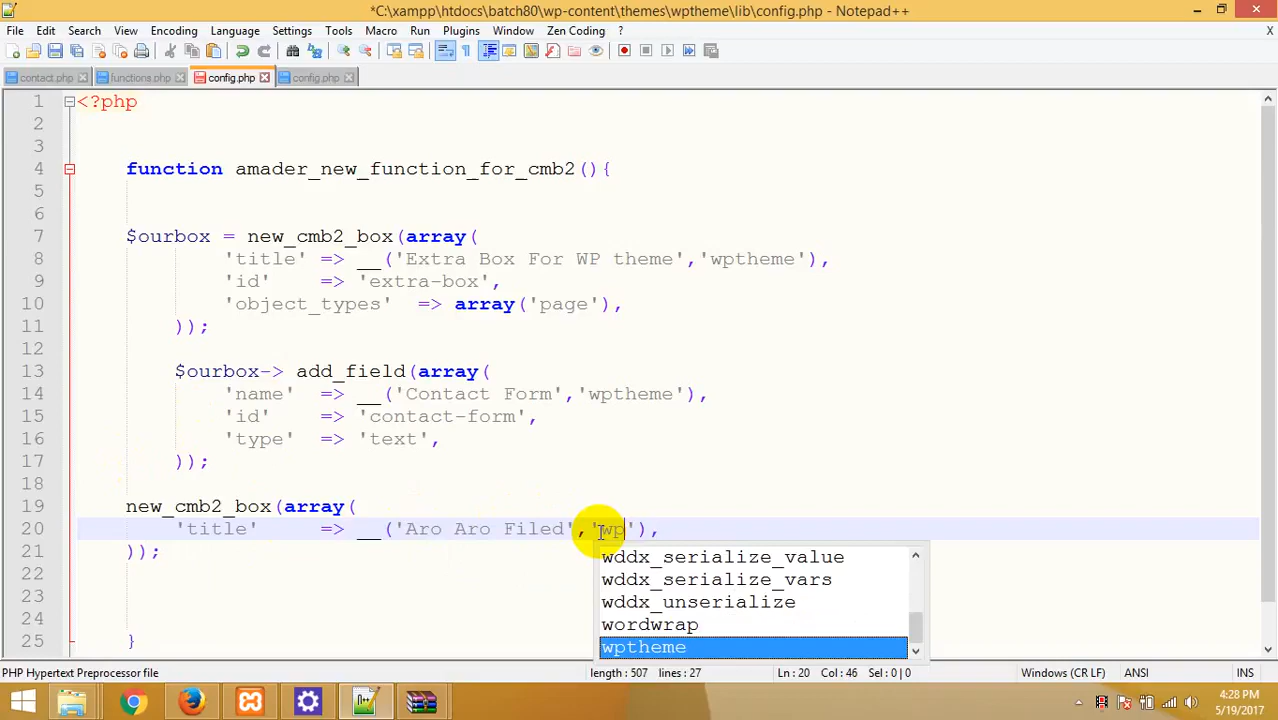 *C:\xampp\htdocs\batch80\wp-content\themes\wptheme\lib\config.php - Notepad++
File Edit Search View Encoding Language Settings Tools Macro Run Plugins Window Zen Coding ? X
contact.php functions.php config.php config.php
1 <?php
2
3
4 function amader_new_function_for_cmb2(){
5
6
7 $ourbox = new_cmb2_box(array(
8 'title' => __('Extra Box For WP theme','wptheme'),
9 'id' => 'extra-box',
10 'object_types' => array('page'),
11 ));
12
13 $ourbox-> add_field(array(
14 'name' => __('Contact Form','wptheme'),
15 'id' => 'contact-form',
16 'type' => 'text',
17 ));
18
19 new_cmb2_box(array(
20 'title' => __('Aro Aro Filed','wp'),
21 ));
wddx_serialize_value
22
wddx_serialize_vars
23
wddx_unserialize
24
wordwrap
25 }
wptheme
PHP Hypertext Preprocessor file length : 507 lines : 27 Ln : 20 Col : 46 Sel : 0 | 0 Windows (CR LF) ANSI INS
4:28 PM
5/19/2017